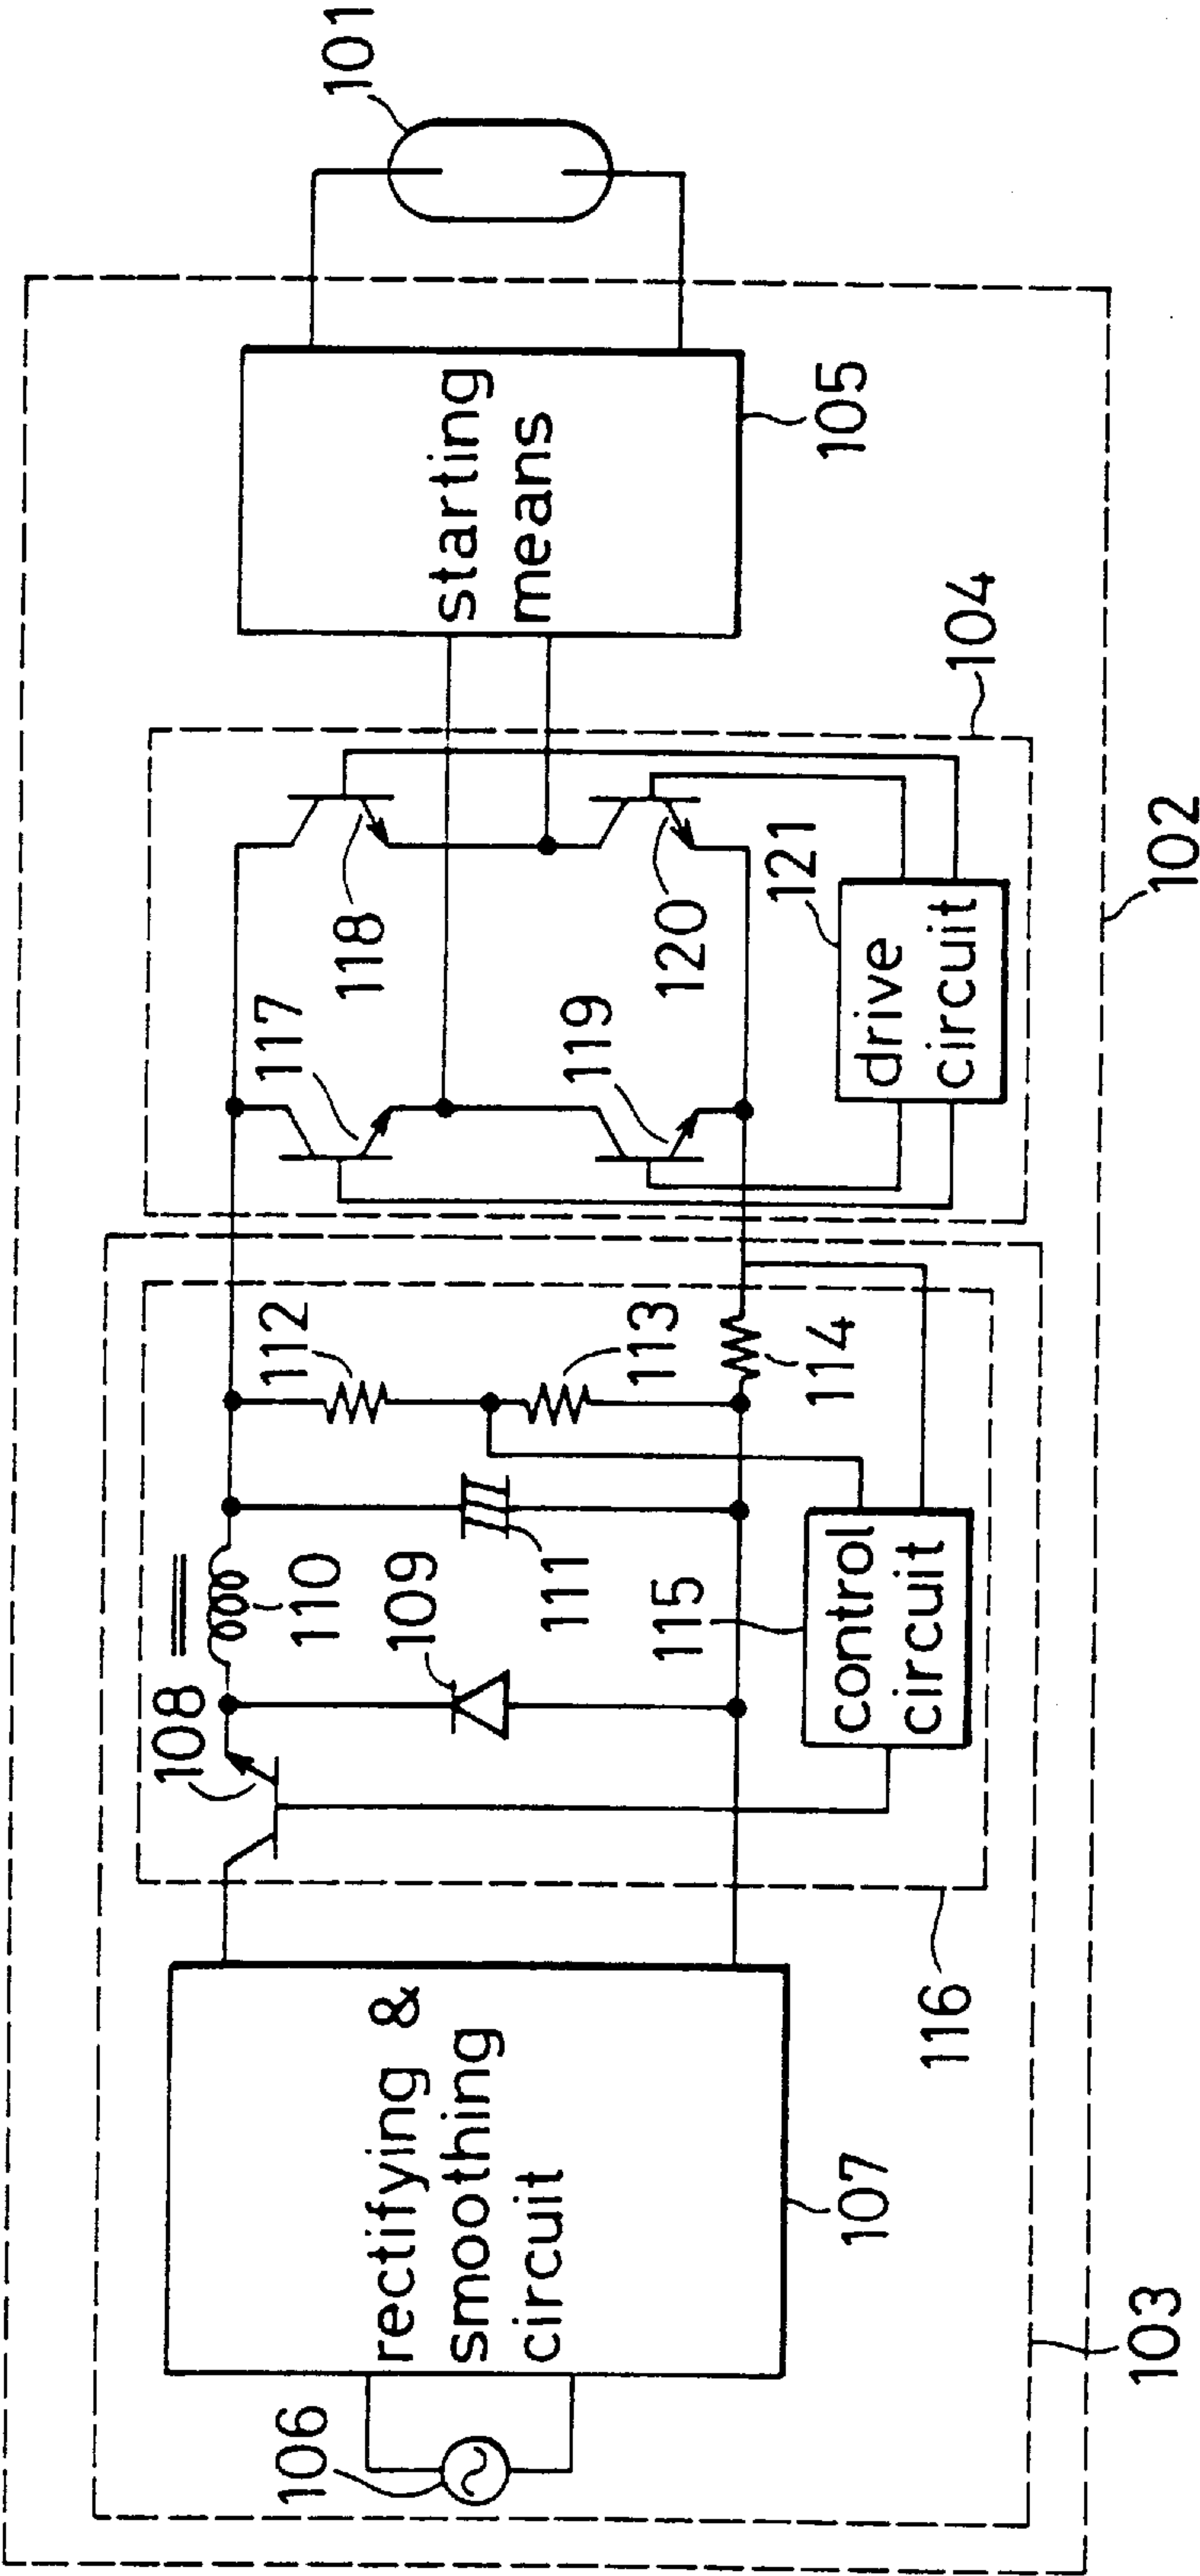 106
rectifying &
smoothing
circuit
107
103
108
110
109
111
112
113
114
115
control
circuit
116
117
118
119
120
121
drive
circuit
104
102
starting
means
105
101